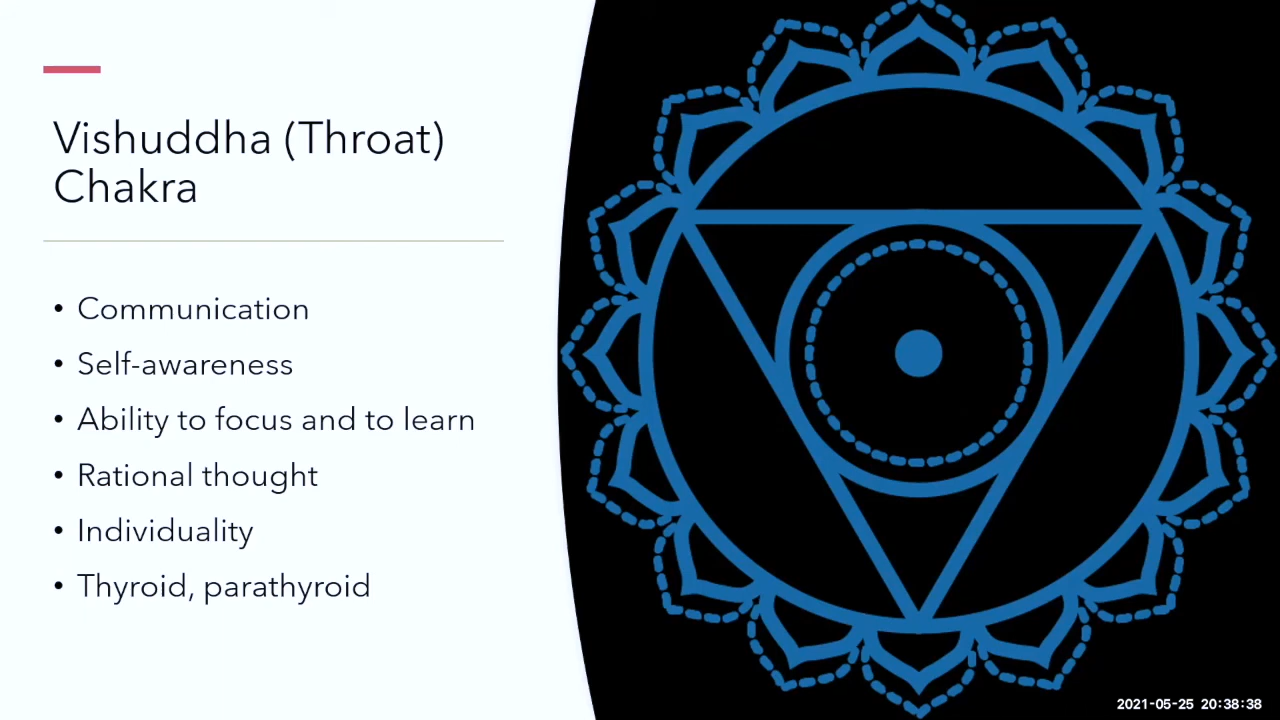 Vishuddha (Throat)
Chakra
• Communication
• Self-awareness
• Ability to focus and to learn
• Rational thought
• Individuality
• Thyroid, parathyroid
2021-05-25 20:38:38